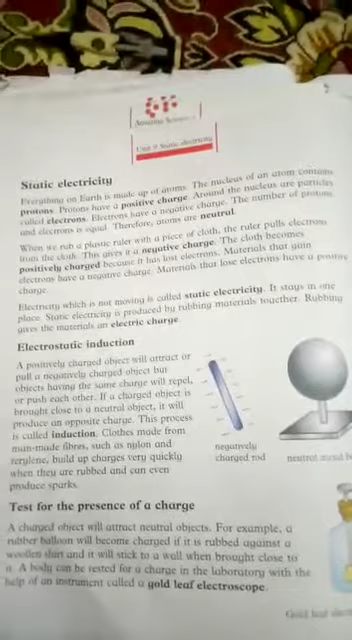 Unit 9 Static electricity
Static electricity
Everything on Earth is made up of atoms. The nucleus of an atom contains
protons. Protons have a positive charge. Around the nucleus are particles
called electrons. Electrons have a negative charge. The number of protons
and electrons is equal. Therefore, atoms are neutral.
When we rub a plastic ruler with a piece of cloth, the ruler pulls electrons
from the cloth. This gives it a negative charge. The cloth becomes
positively charged because it has lost electrons. Materials that gain
electrons have a negative charge. Materials that lose electrons have a positive
charge.
Electricity which is not moving is called static electricity. It stays in one
place. Static electricity is produced by rubbing materials together. Rubbing
gives the materials an electric charge.
Electrostatic induction
A positively charged object will attract or
pull a negatively charged object but
objects having the same charge will repel,
or push each other. If a charged object is
brought close to a neutral object, it will
produce an opposite charge. This process
is called induction. Clothes made from
man-made fibres, such as nylon and
terylene, build up charges very quickly
when they are rubbed and can even
produce sparks.
negatively
charged rod
neutral metal
Test for the presence of a charge
A charged object will attract neutral objects. For example, a
rubber balloon will become charged if it is rubbed against a
woollen shirt and it will stick to a wall when brought close to
it. A body can be tested for a charge in the laboratory with the
help of an instrument called a gold leaf electroscope.
Gold leaf